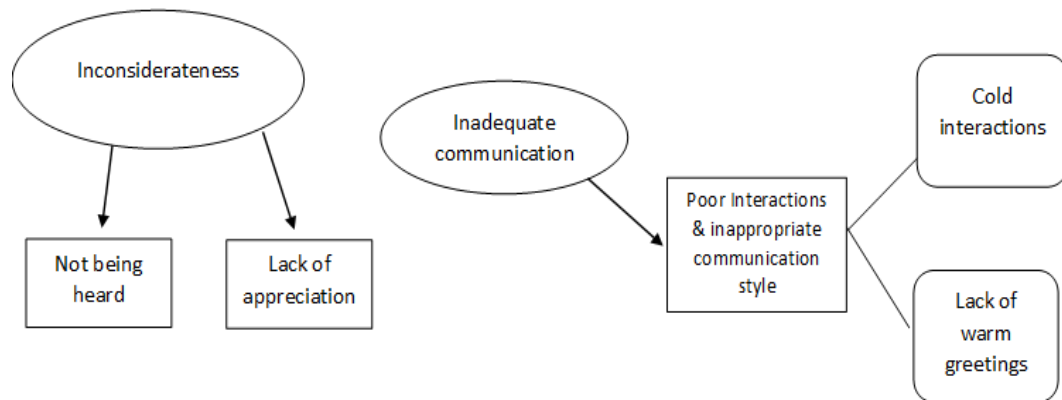 Inconsiderateness
Not being
heard
Lack of
appreciation
Inadequate
communication
Poor Interactions
& inappropriate
communication
style
Cold
interactions
Lack of
warm
greetings